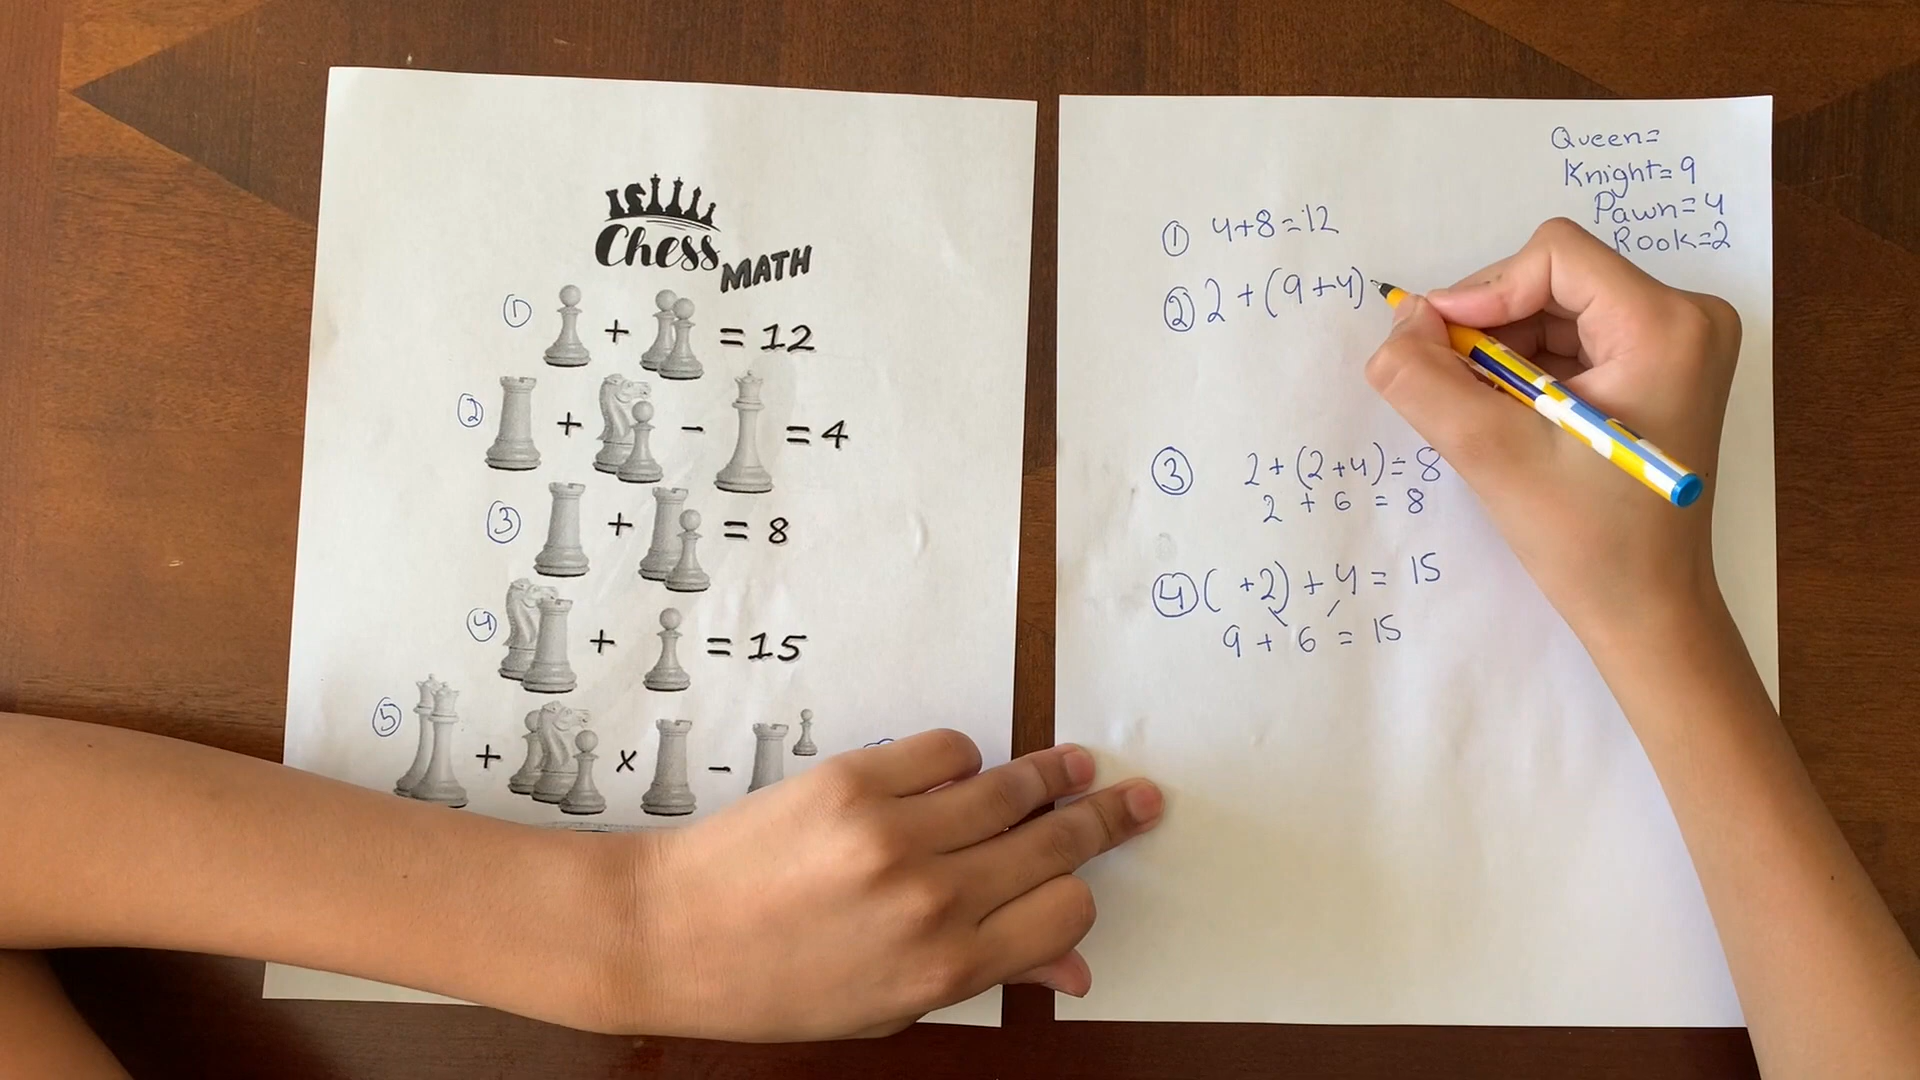 Chess
MATH
① + = 12
② + - = 4
③ + = 8
④ + = 15
⑤ + x -
Queen=
Knight=9
Pawn=4
Rook=2
① 4+8=12
② 2+(9+4)
③ 2+(2+4)=8
2 + 6 = 8
④ ( +2)+4=15
9 + 6 = 15